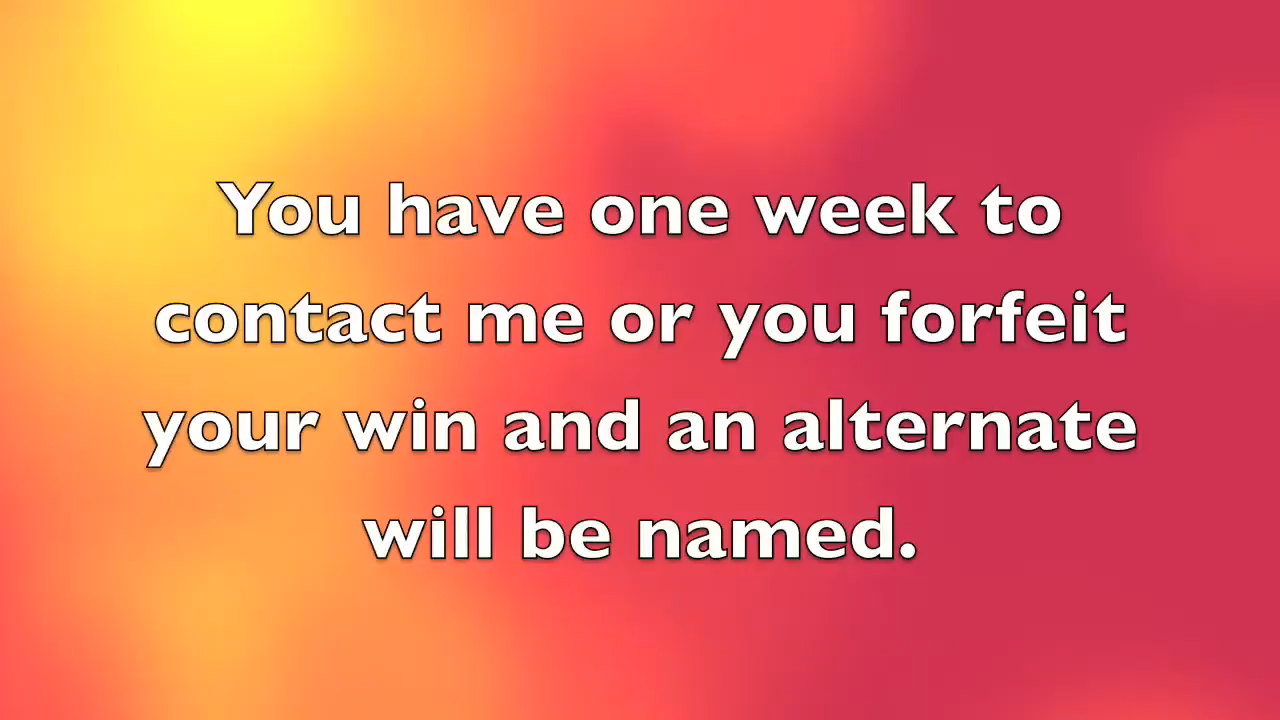 You have one week to
contact me or you forfeit
your win and an alternate
will be named.